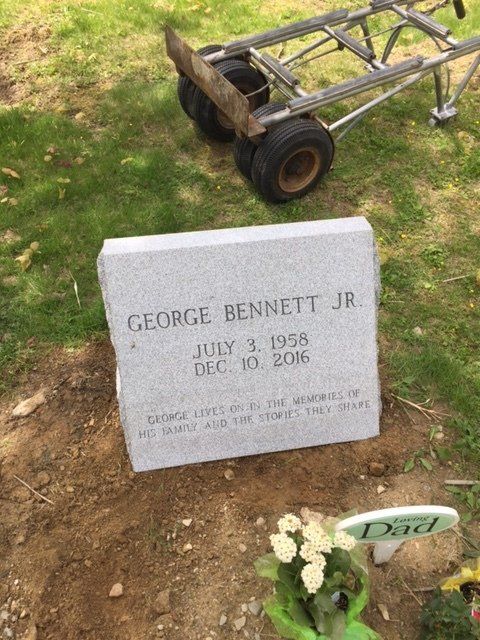 GEORGE BENNETT JR.
JULY 3, 1958
DEC. 10, 2016
GEORGE LIVES ON IN THE MEMORIES OF
HIS FAMILY AND THE STORIES THEY SHARE
Loving
Dad